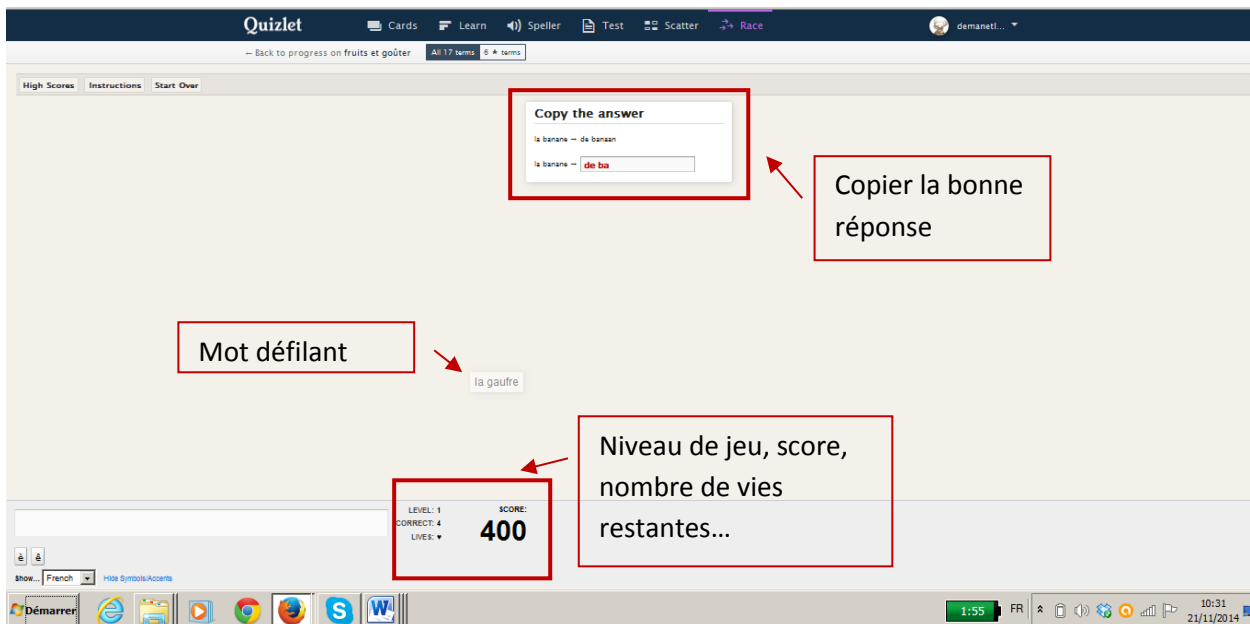 Quizlet Cards Learn Speller Test Scatter Race demanetl...
← Back to progress on fruits et goûter All 17 terms 6 ★ terms
High Scores Instructions Start Over
Copy the answer
la banane — de banaan
la banane — de ba
Copier la bonne
réponse
Mot défilant
la gaufre
Niveau de jeu, score,
nombre de vies
restantes…
LEVEL: 1
CORRECT: 4
LIVES: ♥
SCORE:
400
è ê
Show... French Hide Symbols/Accents
Démarrer 1:55 FR 10:31
21/11/2014